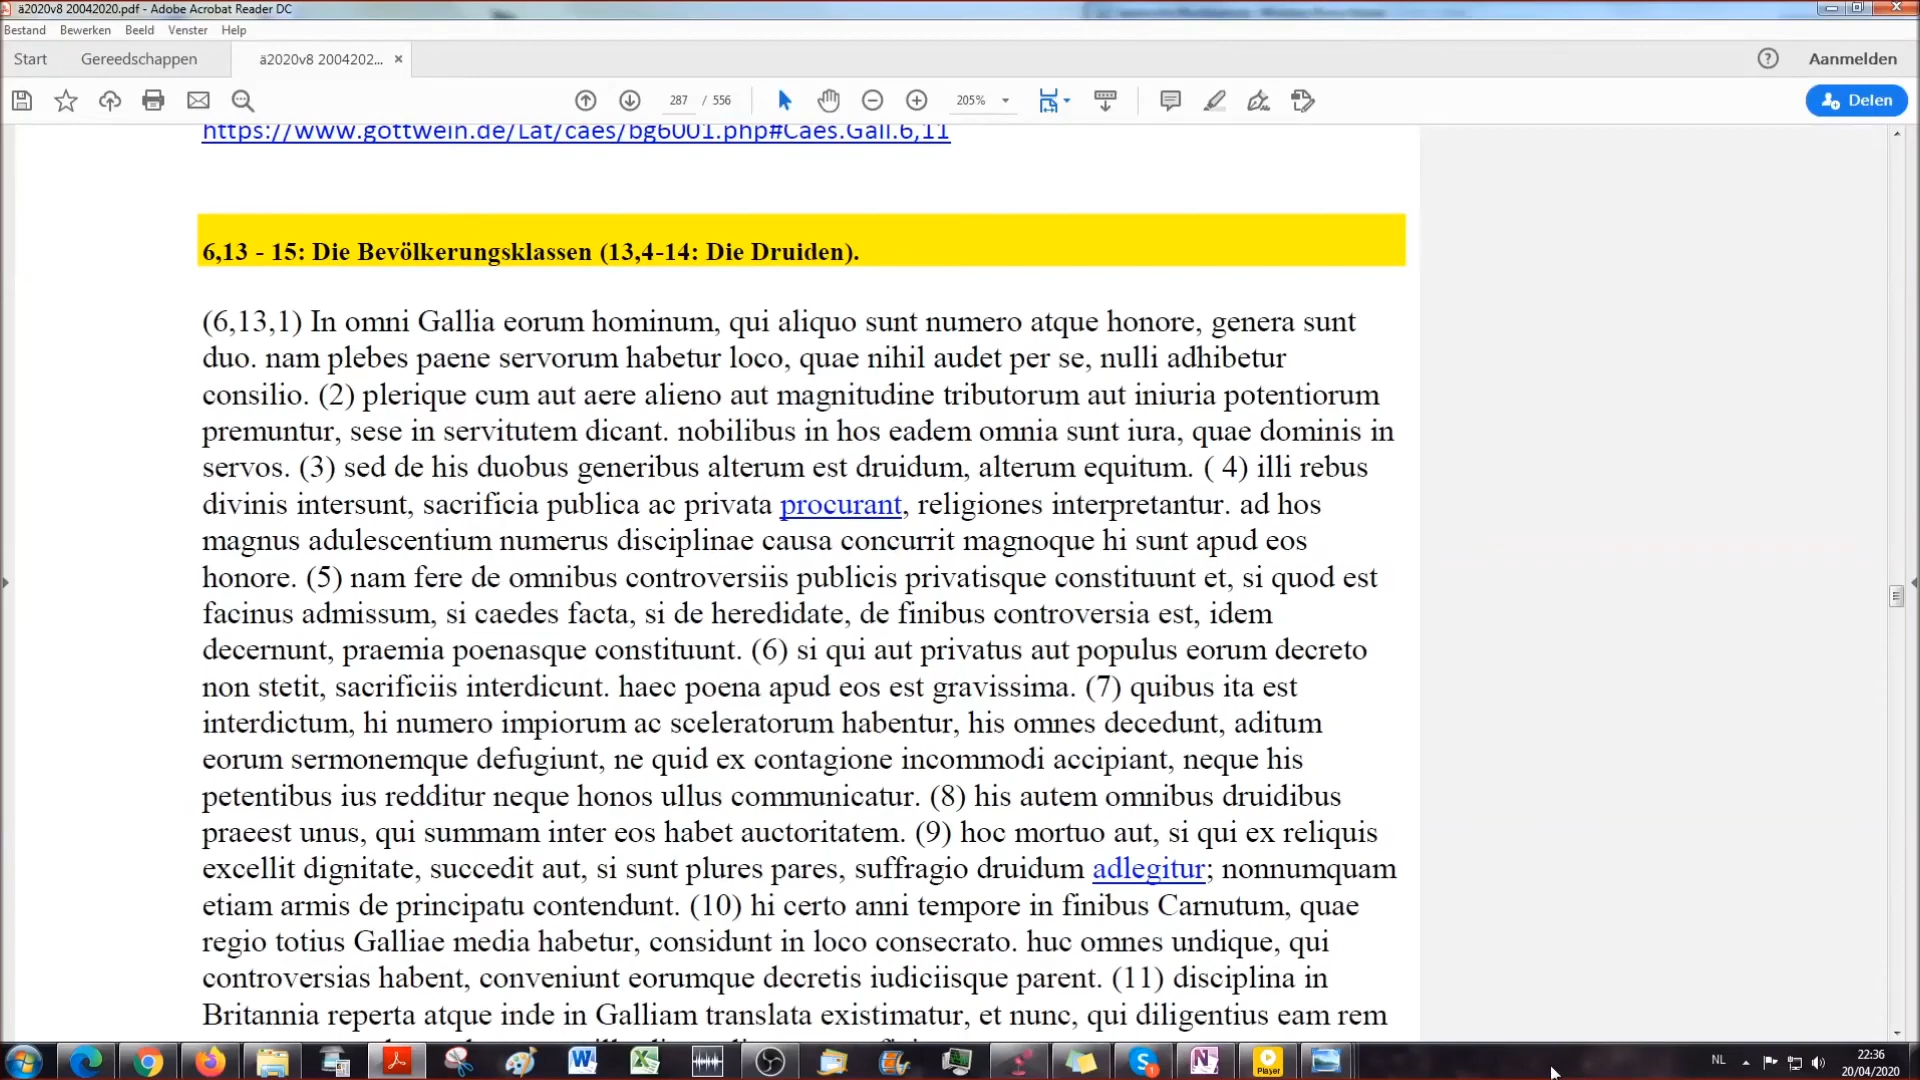 ä2020v8 20042020.pdf - Adobe Acrobat Reader DC
Bestand Bewerken Beeld Venster Help
Start Gereedschappen ä2020v8 2004202... × Aanmelden
287 / 556 205% Delen
https://www.gottwein.de/Lat/caes/bg6001.php#Caes.Gall.6,11
6,13 - 15: Die Bevölkerungsklassen (13,4-14: Die Druiden).
(6,13,1) In omni Gallia eorum hominum, qui aliquo sunt numero atque honore, genera sunt
duo. nam plebes paene servorum habetur loco, quae nihil audet per se, nulli adhibetur
consilio. (2) plerique cum aut aere alieno aut magnitudine tributorum aut iniuria potentiorum
premuntur, sese in servitutem dicant. nobilibus in hos eadem omnia sunt iura, quae dominis in
servos. (3) sed de his duobus generibus alterum est druidum, alterum equitum. ( 4) illi rebus
divinis intersunt, sacrificia publica ac privata procurant, religiones interpretantur. ad hos
magnus adulescentium numerus disciplinae causa concurrit magnoque hi sunt apud eos
honore. (5) nam fere de omnibus controversiis publicis privatisque constituunt et, si quod est
facinus admissum, si caedes facta, si de heredidate, de finibus controversia est, idem
decernunt, praemia poenasque constituunt. (6) si qui aut privatus aut populus eorum decreto
non stetit, sacrificiis interdicunt. haec poena apud eos est gravissima. (7) quibus ita est
interdictum, hi numero impiorum ac sceleratorum habentur, his omnes decedunt, aditum
eorum sermonemque defugiunt, ne quid ex contagione incommodi accipiant, neque his
petentibus ius redditur neque honos ullus communicatur. (8) his autem omnibus druidibus
praeest unus, qui summam inter eos habet auctoritatem. (9) hoc mortuo aut, si qui ex reliquis
excellit dignitate, succedit aut, si sunt plures pares, suffragio druidum adlegitur; nonnumquam
etiam armis de principatu contendunt. (10) hi certo anni tempore in finibus Carnutum, quae
regio totius Galliae media habetur, considunt in loco consecrato. huc omnes undique, qui
controversias habent, conveniunt eorumque decretis iudiciisque parent. (11) disciplina in
Britannia reperta atque inde in Galliam translata existimatur, et nunc, qui diligentius eam rem
Player
NL
22:36
20/04/2020